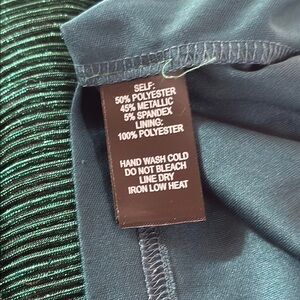 SELF:
50% POLYESTER
45% METALLIC
5% SPANDEX
LINING:
100% POLYESTER
HAND WASH COLD
DO NOT BLEACH
LINE DRY
IRON LOW HEAT